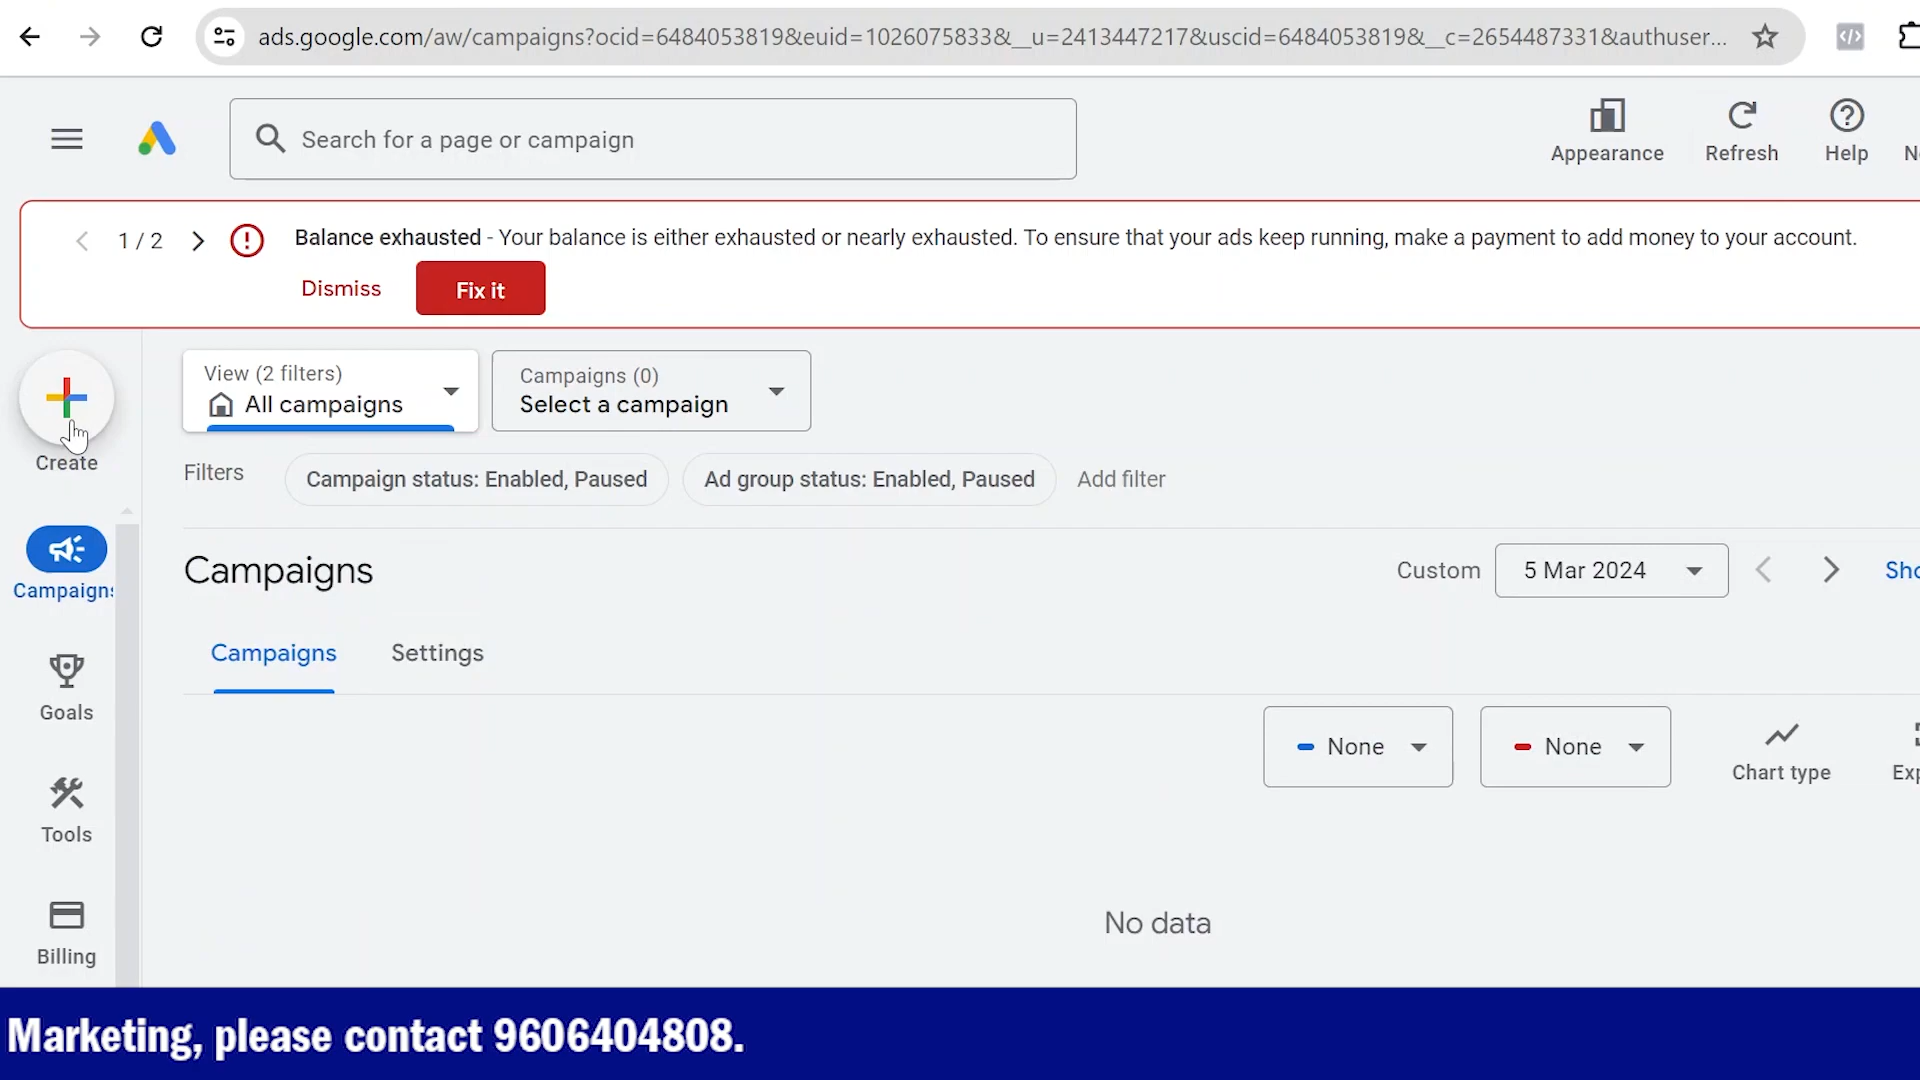 ads.google.com/aw/campaigns?ocid=6484053819&euid=1026075833&__u=2413447217&uscid=6484053819&__c=2654487331&authuser...
Search for a page or campaign
Appearance
Refresh
Help
1 / 2
Balance exhausted - Your balance is either exhausted or nearly exhausted. To ensure that your ads keep running, make a payment to add money to your account.
Dismiss
Fix it
Create
View (2 filters)
All campaigns
Campaigns (0)
Select a campaign
Filters
Campaign status: Enabled, Paused
Ad group status: Enabled, Paused
Add filter
Campaigns
Campaigns
Custom
5 Mar 2024
Sho
Campaigns
Settings
Goals
None
None
Chart type
Exp
Tools
No data
Billing
Marketing, please contact 9606404808.